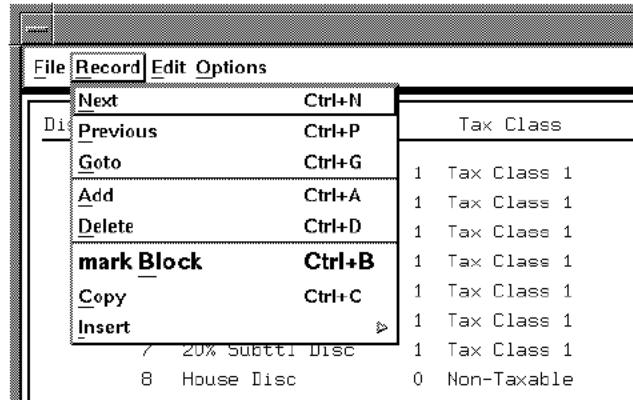 File Record Edit Options
Next Ctrl+N
Tax Class
Previous Ctrl+P
Goto Ctrl+G
1 Tax Class 1
Add Ctrl+A
1 Tax Class 1
Delete Ctrl+D
1 Tax Class 1
mark Block Ctrl+B
1 Tax Class 1
Copy Ctrl+C
1 Tax Class 1
Insert
1 Tax Class 1
7 20% Subttl Disc 1 Tax Class 1
8 House Disc 0 Non-Taxable